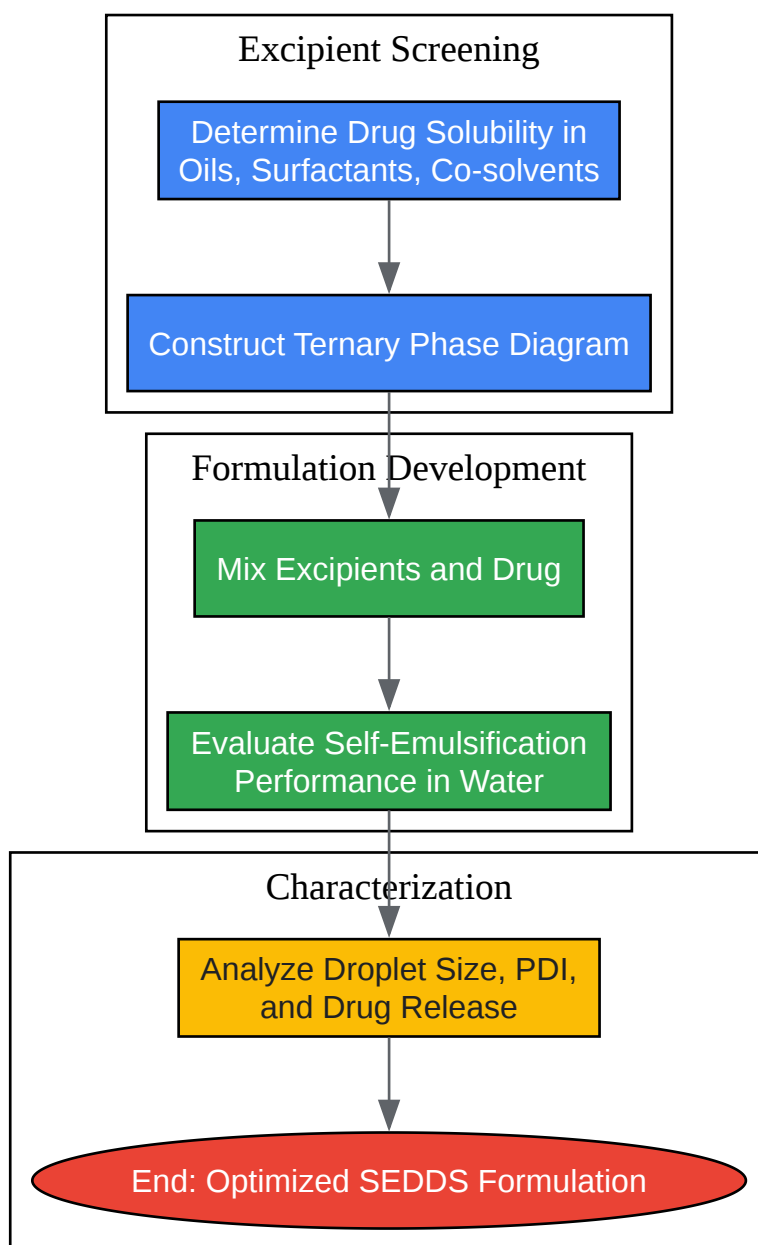 Excipient Screening
Determine Drug Solubility in
Oils, Surfactants, Co-solvents
Construct Ternary Phase Diagram
Formulation Development
Mix Excipients and Drug
Evaluate Self-Emulsification
Performance in Water
Characterization
Analyze Droplet Size, PDI,
and Drug Release
End: Optimized SEDDS Formulation